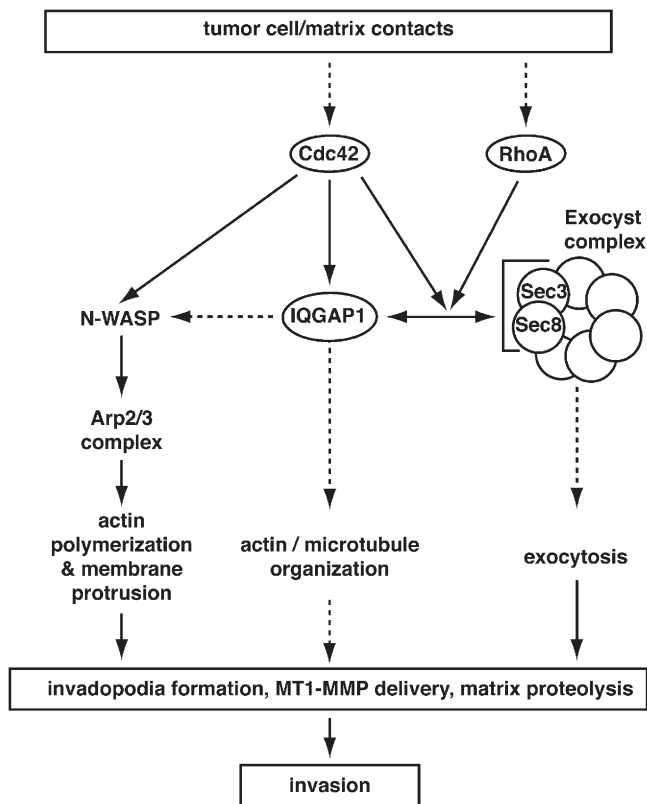 tumor cell/matrix contacts
Cdc42
RhoA
Exocyst
complex
Sec3
Sec8
N-WASP
IQGAP1
Arp2/3
complex
actin
polymerization
& membrane
protrusion
actin / microtubule
organization
exocytosis
invadopodia formation, MT1-MMP delivery, matrix proteolysis
invasion